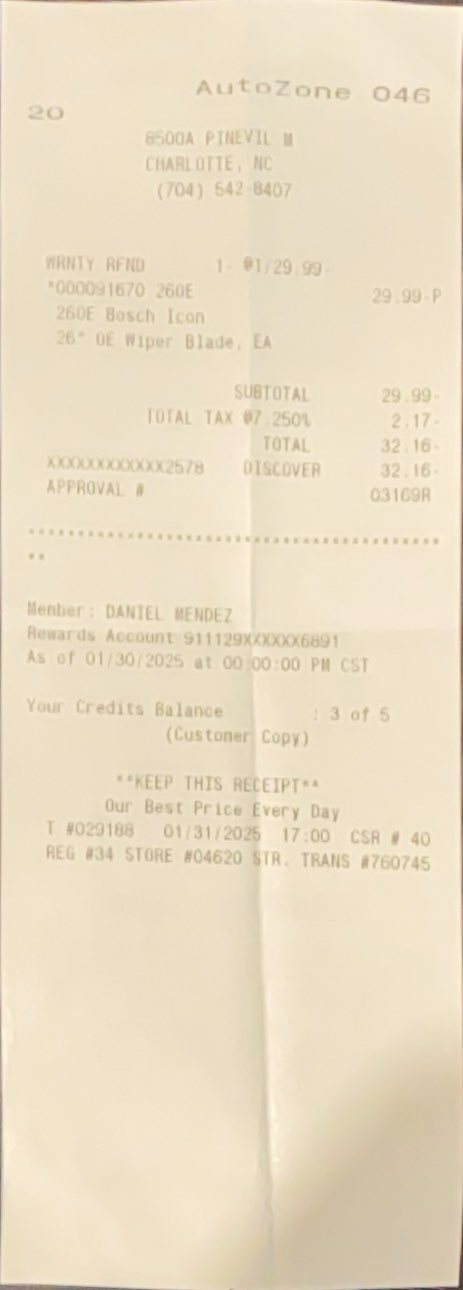 AutoZone 046
20
8500A PINEVIL M
CHARLOTTE, NC
(704) 542-8407
WRNTY RFND 1- @1/29.99-
*000091670 260E 29.99-P
260E Bosch Icon
26" OE Wiper Blade, EA
SUBTOTAL 29.99-
TOTAL TAX @7.250% 2.17-
TOTAL 32.16-
XXXXXXXXXXXX2578 DISCOVER 32.16-
APPROVAL # 03169R
****************************************
**
Member: DANIEL MENDEZ
Rewards Account 911129XXXXXX6891
As of 01/30/2025 at 00:00:00 PM CST
Your Credits Balance : 3 of 5
(Customer Copy)
**KEEP THIS RECEIPT**
Our Best Price Every Day
T #029188 01/31/2025 17:00 CSR # 40
REG #34 STORE #04620 STR. TRANS #760745